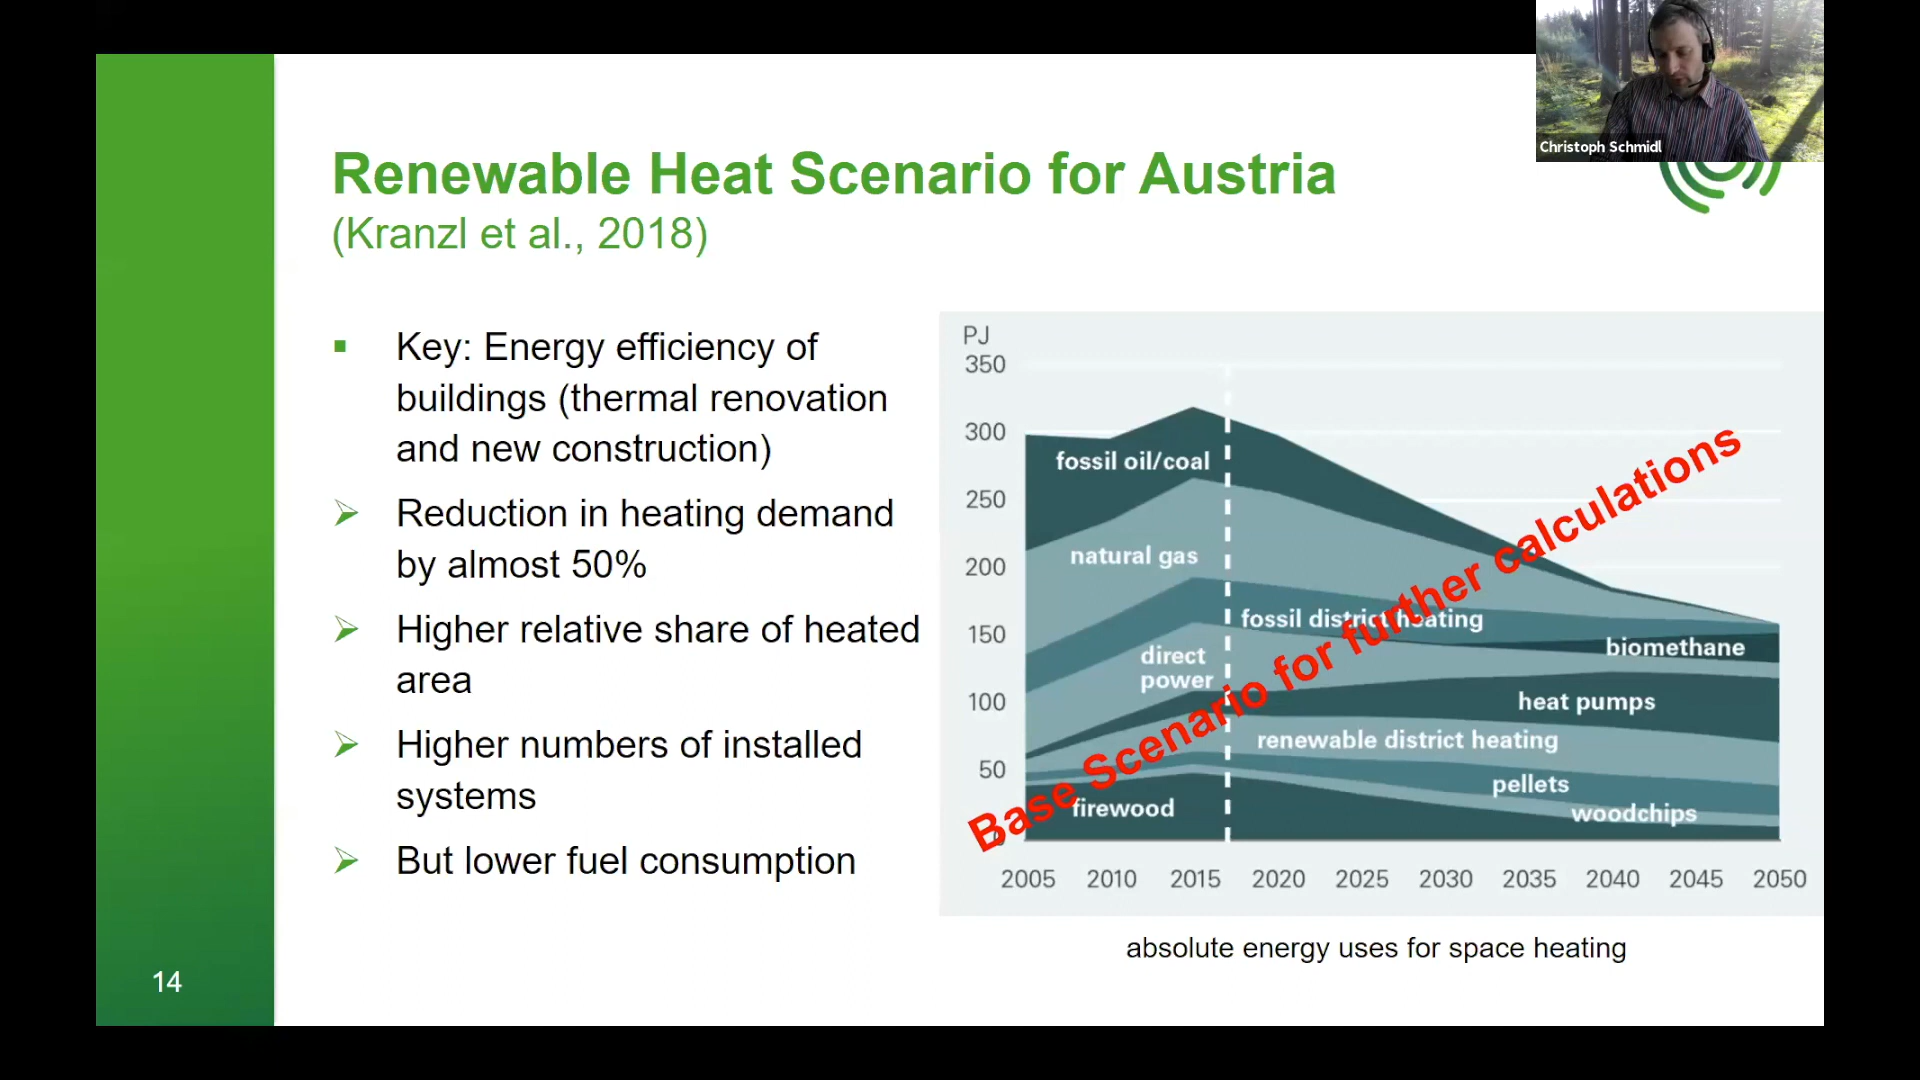 Christoph Schmidl
Renewable Heat Scenario for Austria
(Kranzl et al., 2018)
Key: Energy efficiency of
buildings (thermal renovation
and new construction)
Reduction in heating demand
by almost 50%
Higher relative share of heated
area
Higher numbers of installed
systems
But lower fuel consumption
14
PJ
350
300
250
200
150
100
50
0
fossil oil/coal
natural gas
fossil district heating
direct
power
biomethane
heat pumps
renewable district heating
pellets
woodchips
firewood
Base Scenario for further calculations
2005 2010 2015 2020 2025 2030 2035 2040 2045 2050
absolute energy uses for space heating